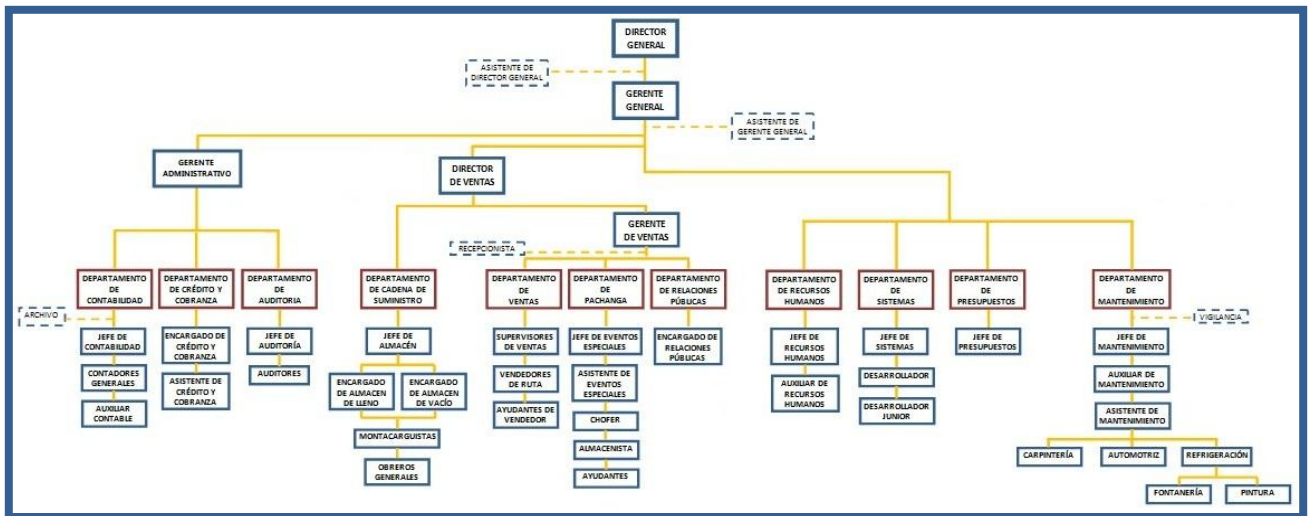 DIRECTOR
GENERAL
ASISTENTE DE
DIRECTOR GENERAL
GERENTE
GENERAL
ASISTENTE DE
GERENTE GENERAL
GERENTE
ADMINISTRATIVO
DIRECTOR
DE VENTAS
GERENTE
DE VENTAS
RECEPCIONISTA
DEPARTAMENTO
DE
CONTABILIDAD
DEPARTAMENTO
DE CRÉDITO Y
COBRANZA
DEPARTAMENTO
DE
AUDITORIA
DEPARTAMENTO
DE CADENA DE
SUMINISTRO
DEPARTAMENTO
DE
VENTAS
DEPARTAMENTO
DE
PACHANGA
DEPARTAMENTO
DE RELACIONES
PÚBLICAS
DEPARTAMENTO
DE RECURSOS
HUMANOS
DEPARTAMENTO
DE
SISTEMAS
DEPARTAMENTO
DE
PRESUPUESTOS
DEPARTAMENTO
DE
MANTENIMIENTO
ARCHIVO
VIGILANCIA
JEFE DE
CONTABILIDAD
ENCARGADO DE
CRÉDITO Y
COBRANZA
JEFE DE
AUDITORÍA
JEFE DE
ALMACÉN
SUPERVISORES
DE VENTAS
JEFE DE EVENTOS
ESPECIALES
ENCARGADO DE
RELACIONES
PÚBLICAS
JEFE DE
RECURSOS
HUMANOS
JEFE DE
SISTEMAS
JEFE DE
PRESUPUESTOS
JEFE DE
MANTENIMIENTO
CONTADORES
GENERALES
ASISTENTE DE
CRÉDITO Y
COBRANZA
AUDITORES
ENCARGADO
DE ALMACEN
DE LLENO
ENCARGADO
DE ALMACEN
DE VACÍO
VENDEDORES
DE RUTA
ASISTENTE DE
EVENTOS
ESPECIALES
AUXILIAR DE
RECURSOS
HUMANOS
DESARROLLADOR
AUXILIAR DE
MANTENIMIENTO
AUXILIAR
CONTABLE
AYUDANTES DE
VENDEDOR
CHOFER
DESARROLLADOR
JUNIOR
ASISTENTE DE
MANTENIMIENTO
MONTACARGUISTAS
ALMACENISTA
CARPINTERÍA
AUTOMOTRIZ
REFRIGERACIÓN
OBREROS
GENERALES
AYUDANTES
FONTANERÍA
PINTURA